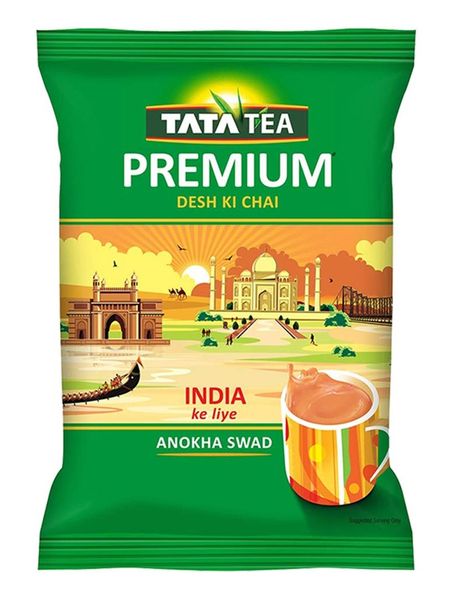 TATA TEA
PREMIUM
DESH KI CHAI
INDIA
ke liye
ANOKHA SWAD
Suggested Serving Only